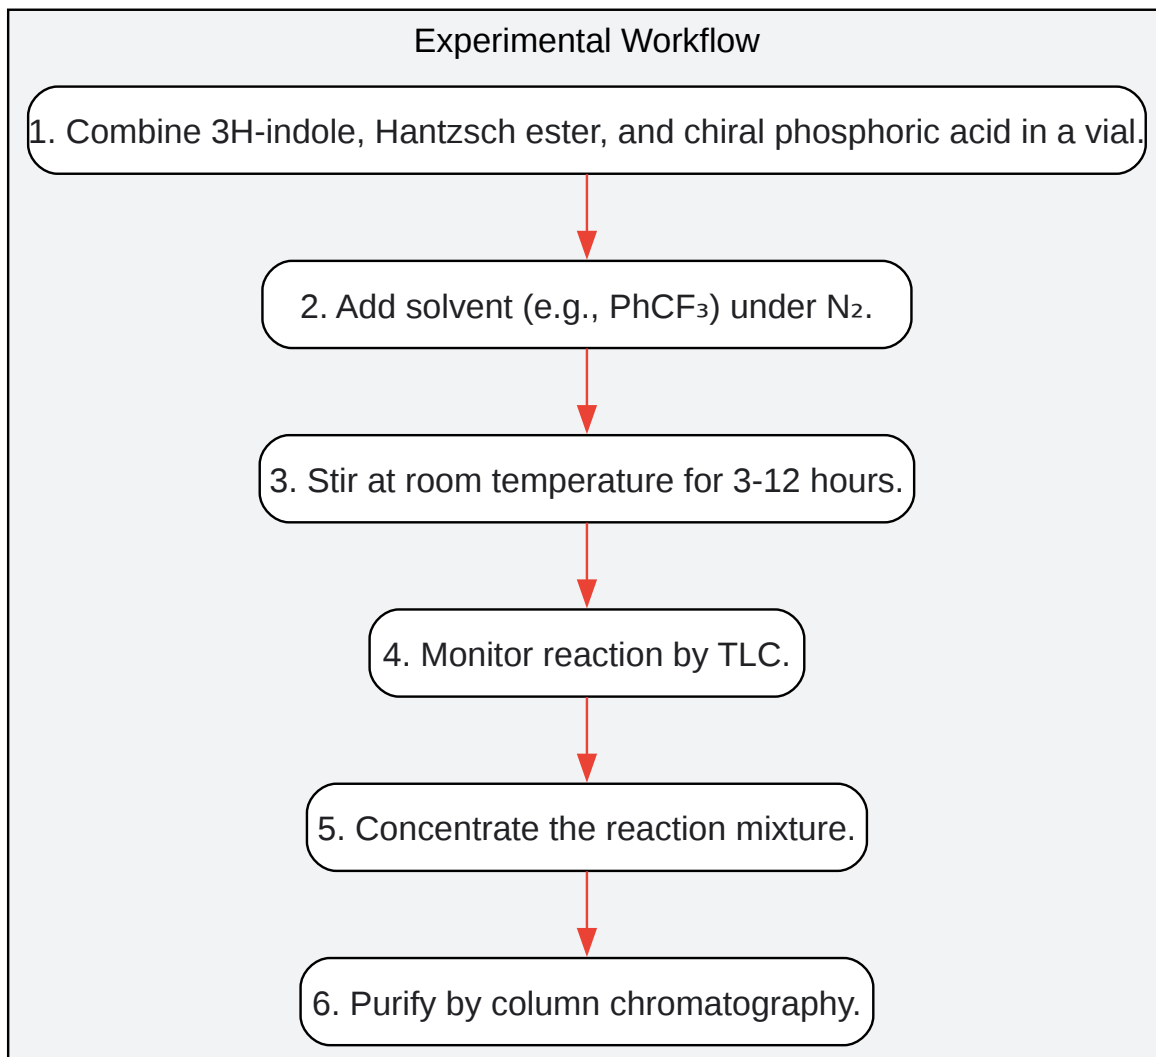 Experimental Workflow
1. Combine 3H-indole, Hantzsch ester, and chiral phosphoric acid in a vial.
2. Add solvent (e.g., PhCF₃) under N₂.
3. Stir at room temperature for 3-12 hours.
4. Monitor reaction by TLC.
5. Concentrate the reaction mixture.
6. Purify by column chromatography.